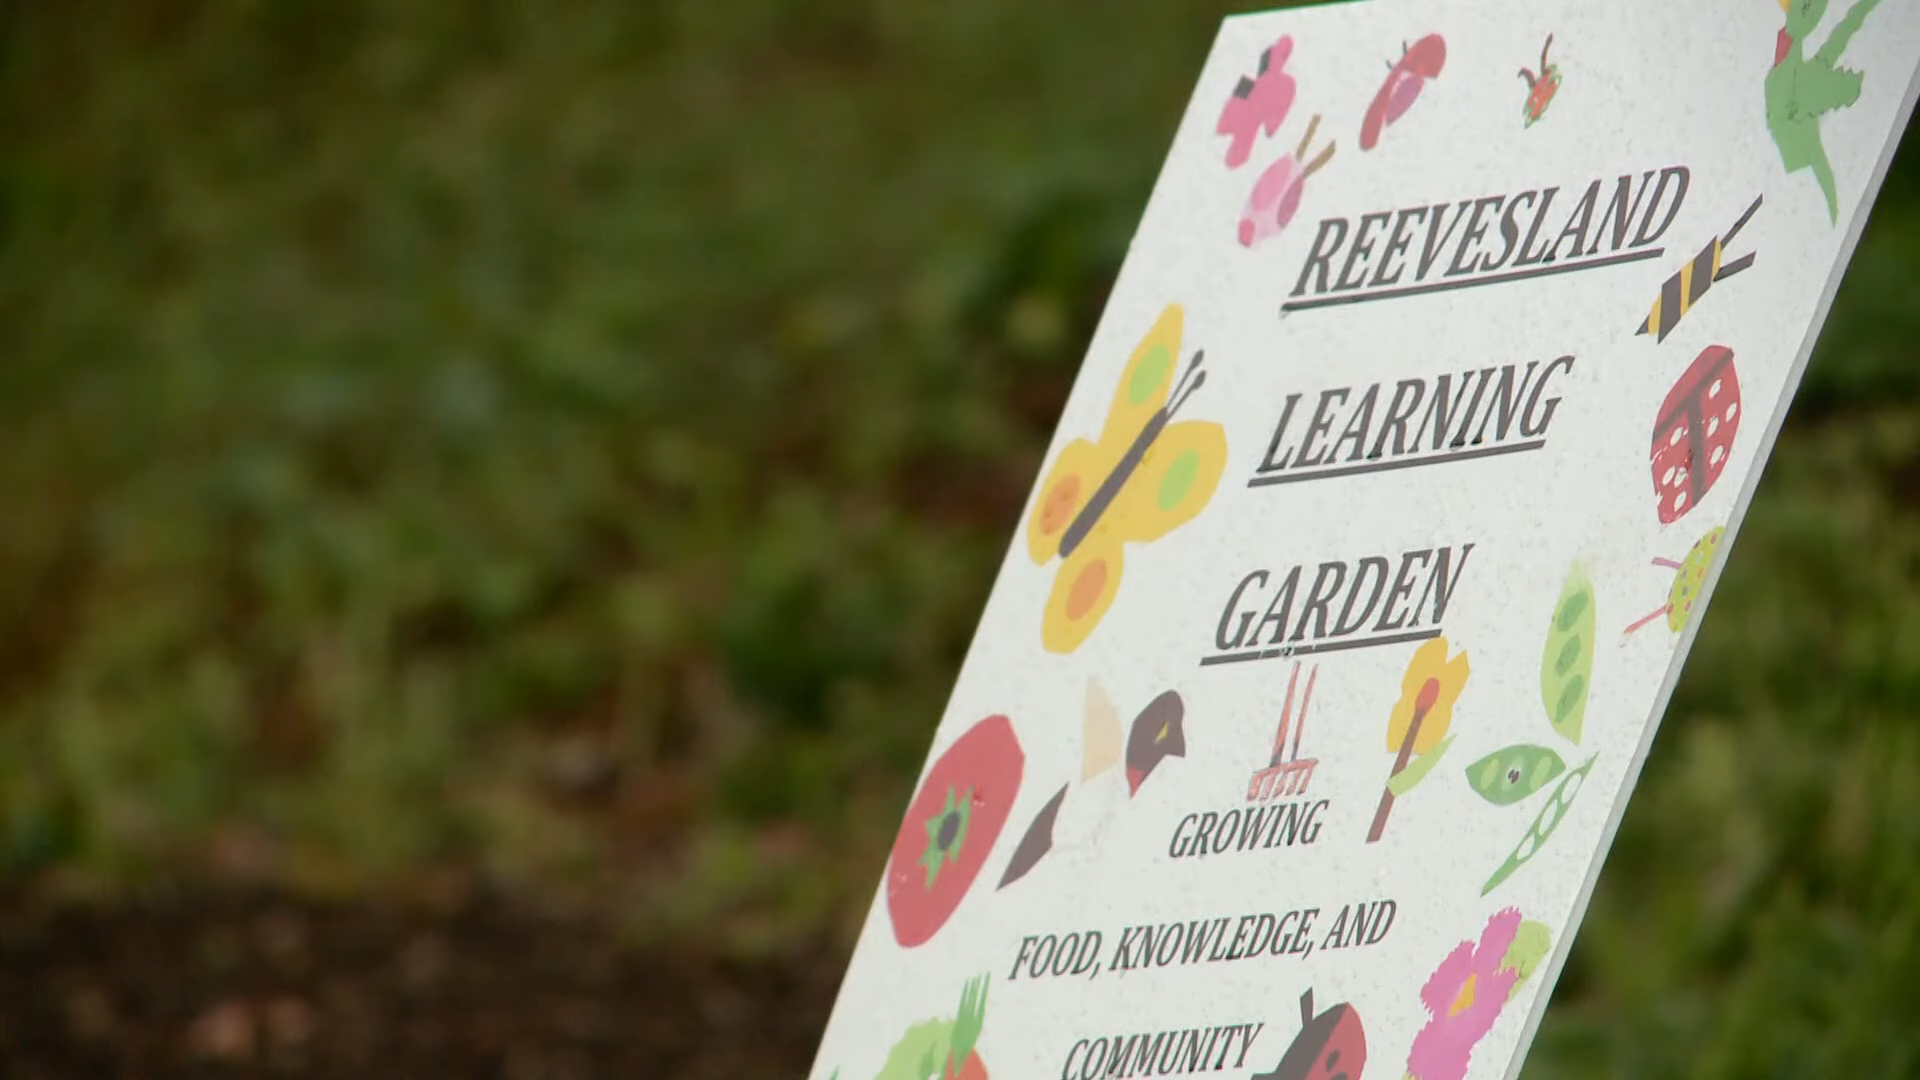 REEVESLAND
LEARNING
GARDEN
GROWING
FOOD, KNOWLEDGE, AND
COMMUNITY